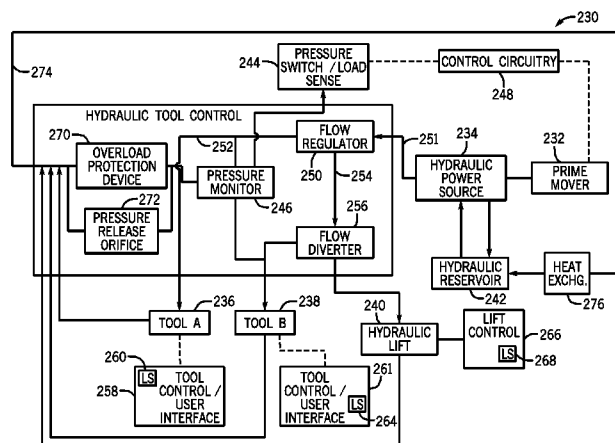 230
274
244
PRESSURE
SWITCH / LOAD
SENSE
CONTROL CIRCUITRY
248
HYDRAULIC TOOL CONTROL
270
OVERLOAD
PROTECTION
DEVICE
252
FLOW
REGULATOR
250
251
234
HYDRAULIC
POWER
SOURCE
232
PRIME
MOVER
272
PRESSURE
RELEASE
ORIFICE
PRESSURE
MONITOR
246
254
256
FLOW
DIVERTER
HYDRAULIC
RESERVOIR
242
HEAT
EXCHG.
276
236
TOOL A
238
TOOL B
240
HYDRAULIC
LIFT
LIFT
CONTROL
266
LS
268
260
LS
258
TOOL
CONTROL /
USER
INTERFACE
261
TOOL
CONTROL /
USER
INTERFACE
LS
264